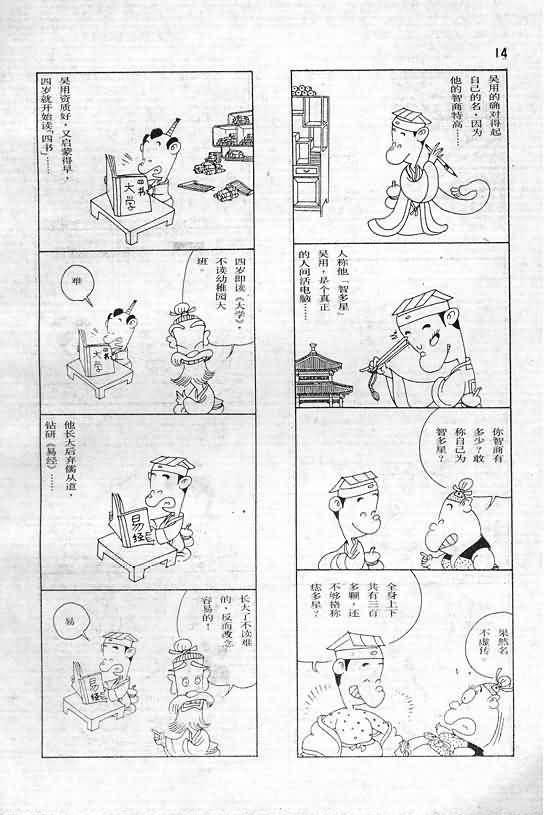 14
吴用的确对得起
自己的名，因为
他的智商特高……
人称他“智多星”
吴用，是个真正
的人间活电脑……
你智商有
多少？敢
称自己为
智多星？
全身上下
共有三百
多颗，还
不够格称
痣多星？
果然名
不虚传。
吴用资质好，又启蒙得早，
四岁就开始读“四书……
四书
大学
四岁即读《大学》，
不读幼稚园大
班。
难
四书
大学
他长大后弃儒从道，
钻研《易经》……
易经
长大了不读难
的，反而改念
容易的！
易
易经